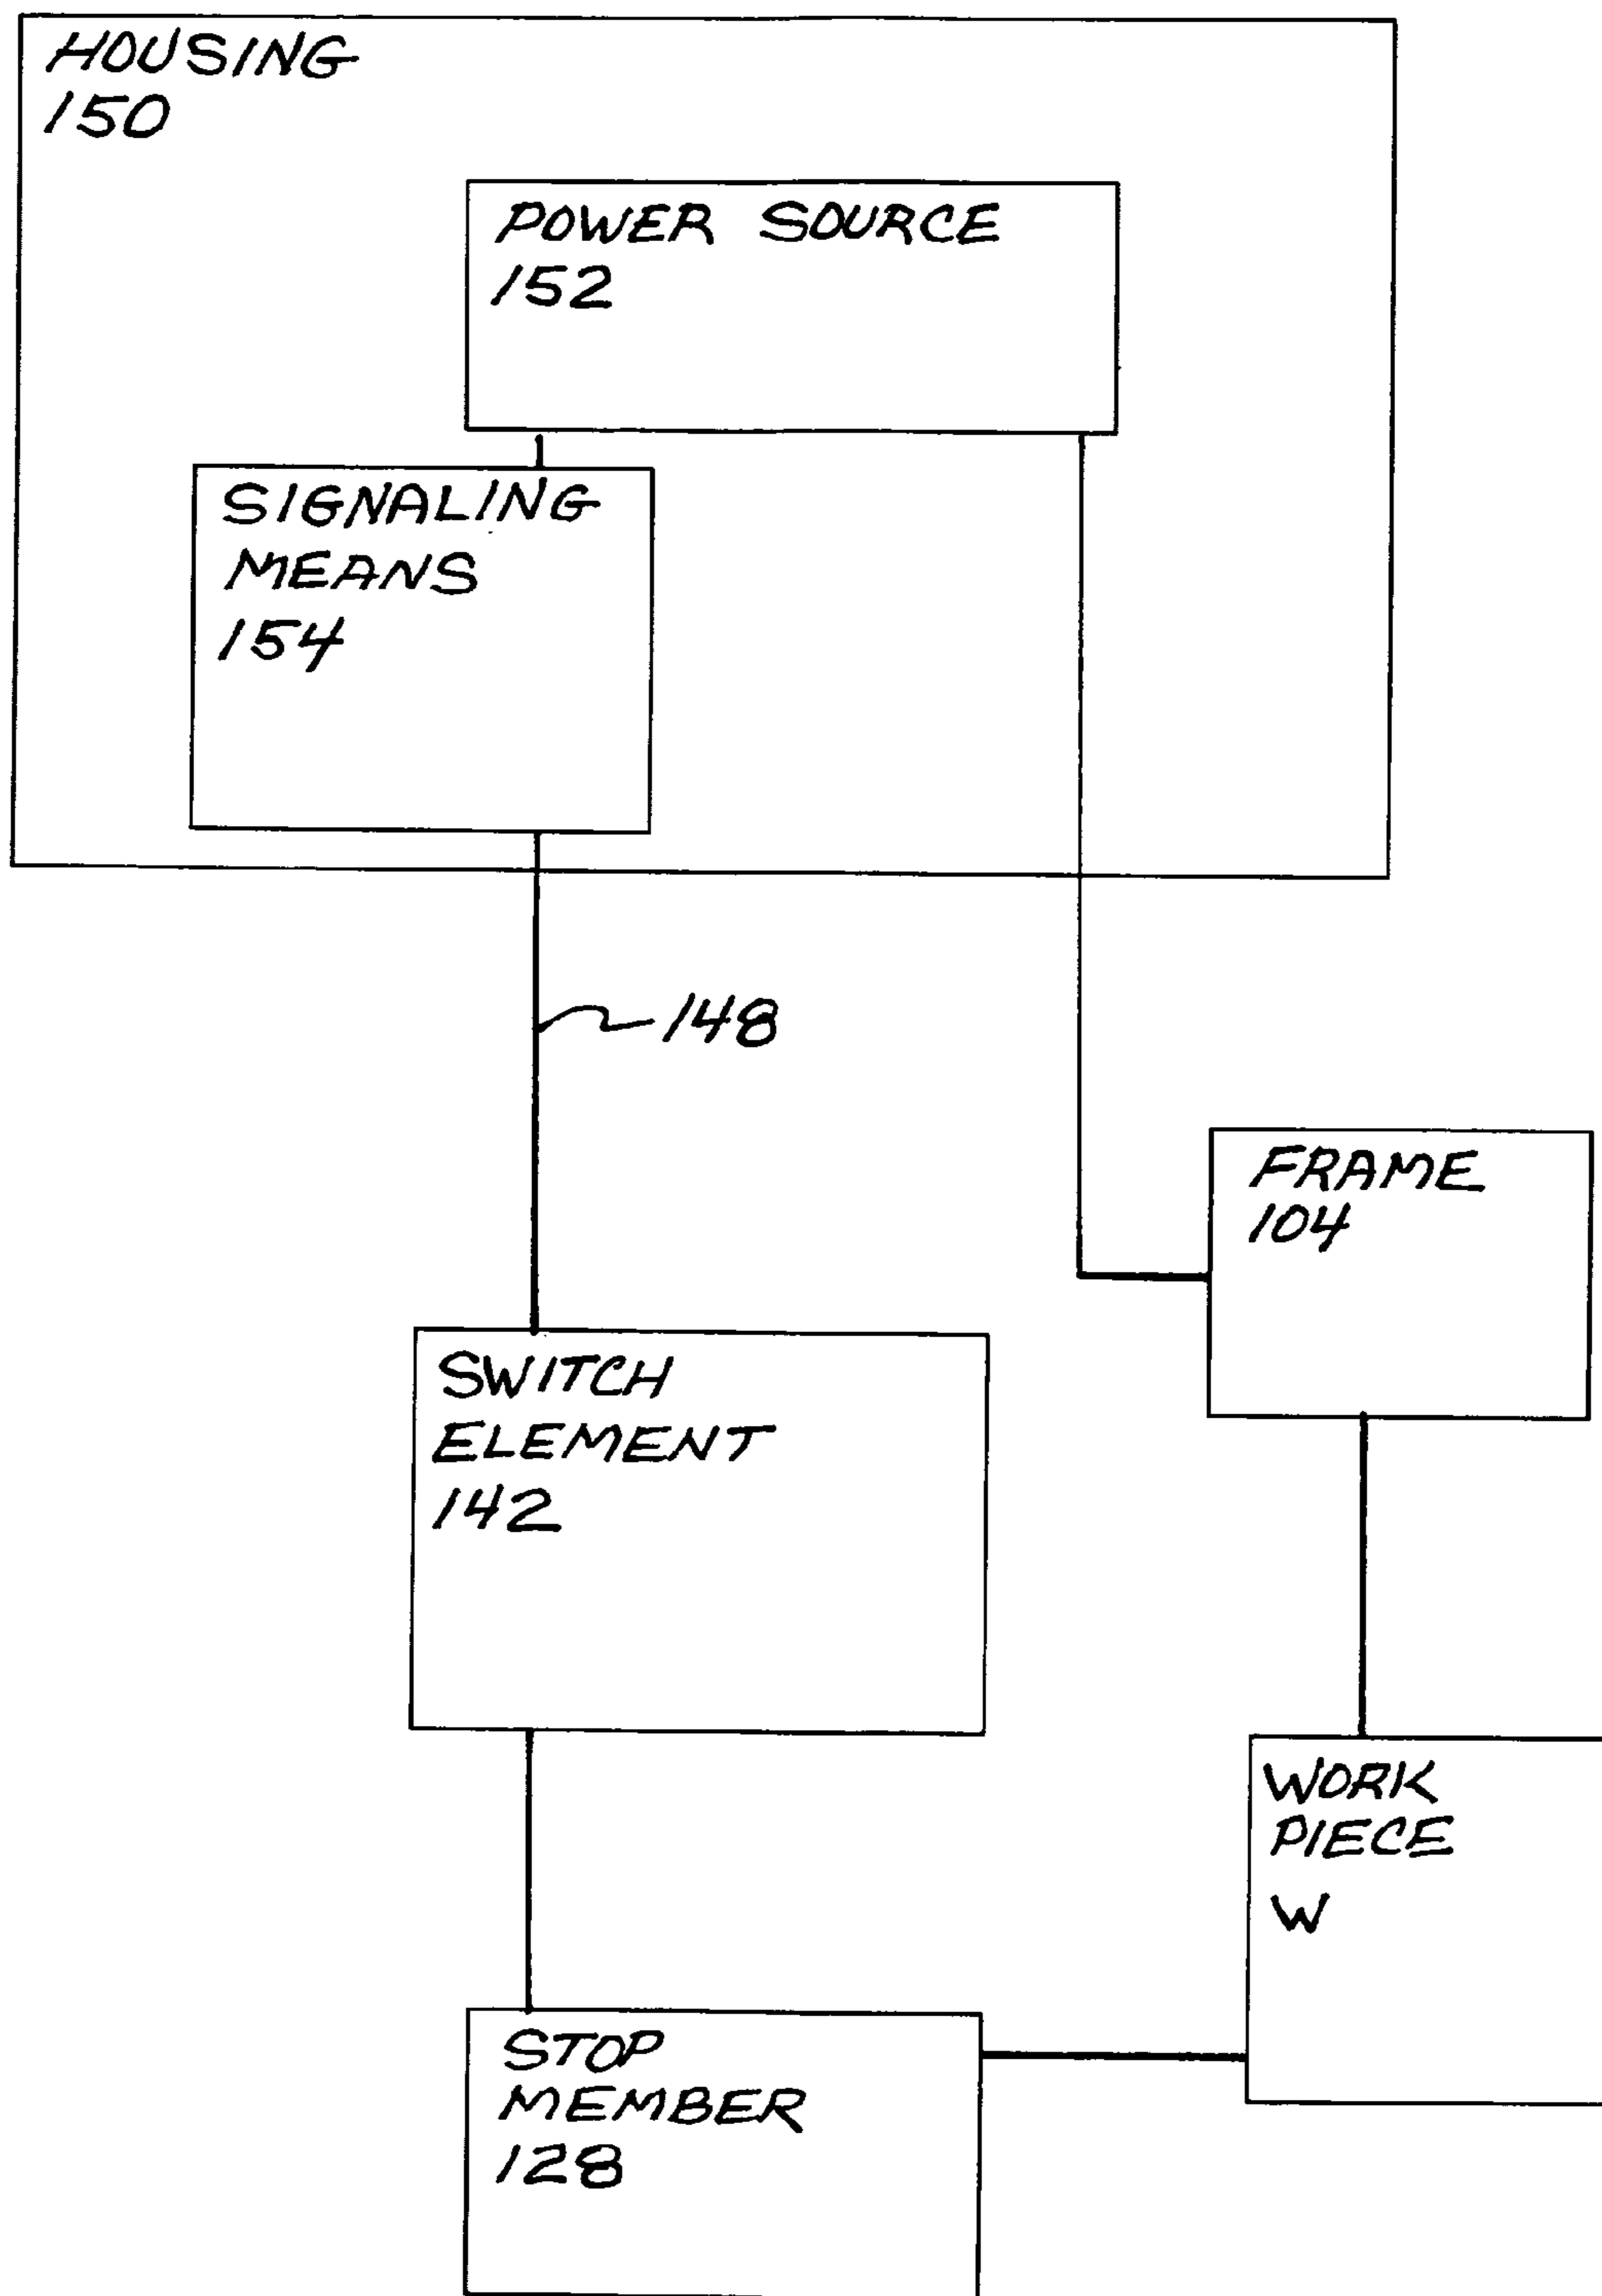 HOUSING
150
POWER SOURCE
152
SIGNALING
MEANS
154
148
FRAME
104
SWITCH
ELEMENT
142
WORK
PIECE
W
STOP
MEMBER
128